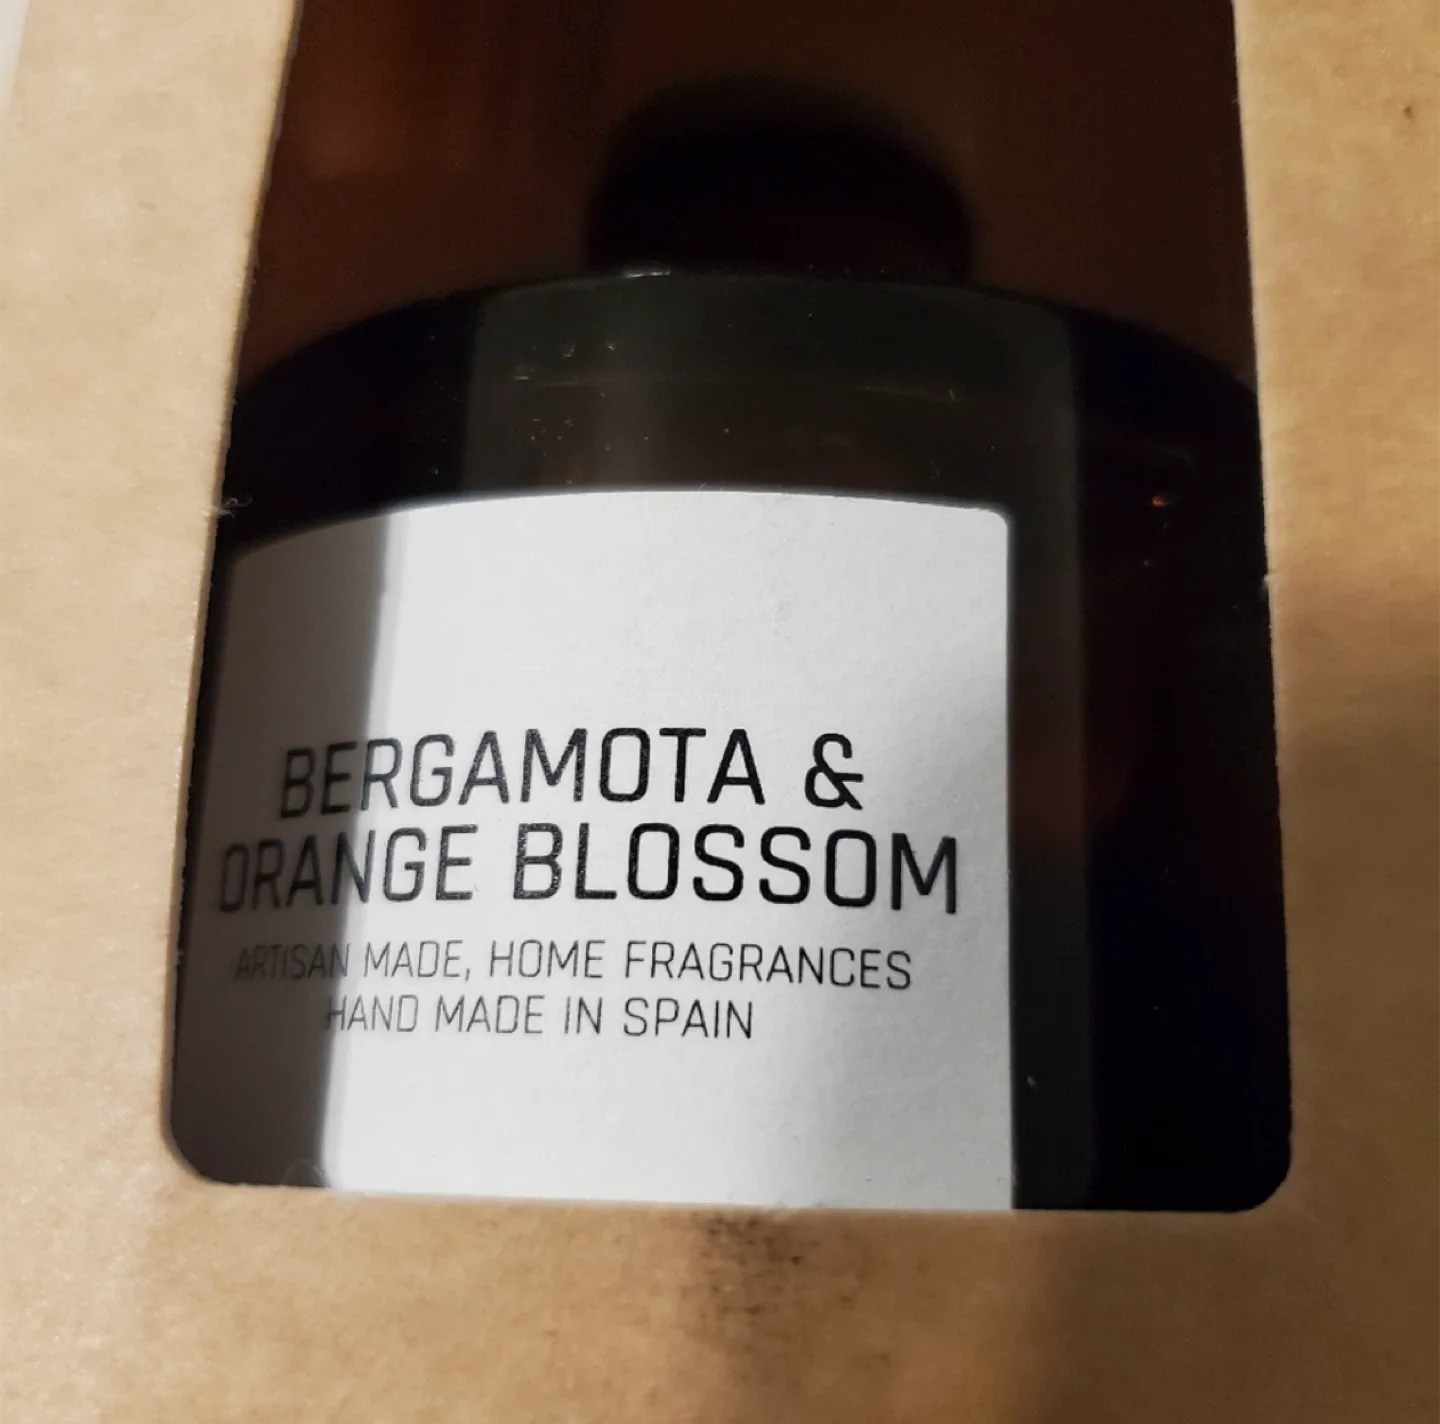 BERGAMOTA &
ORANGE BLOSSOM
ARTISAN MADE, HOME FRAGRANCES
HAND MADE IN SPAIN